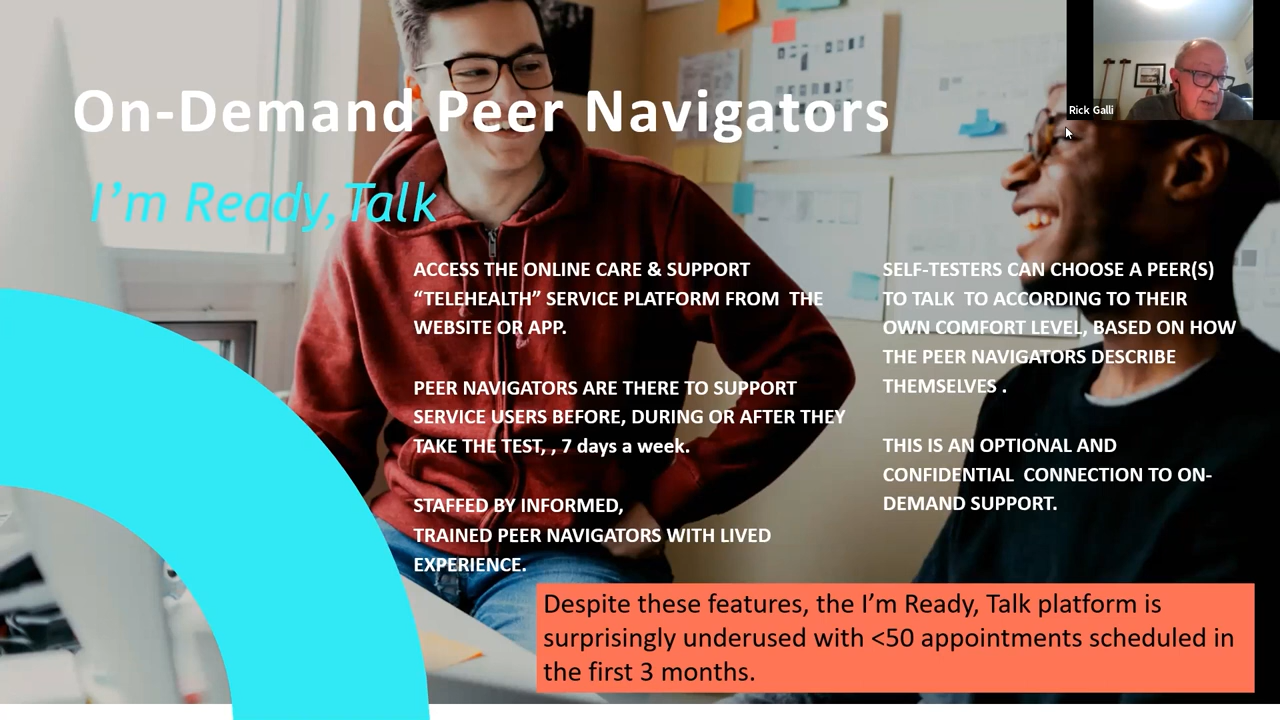 On-Demand Peer Navigators
I’m Ready, Talk
Rick Galli
ACCESS THE ONLINE CARE & SUPPORT
“TELEHEALTH” SERVICE PLATFORM FROM THE
WEBSITE OR APP.
PEER NAVIGATORS ARE THERE TO SUPPORT
SERVICE USERS BEFORE, DURING OR AFTER THEY
TAKE THE TEST, , 7 days a week.
STAFFED BY INFORMED,
TRAINED PEER NAVIGATORS WITH LIVED
EXPERIENCE.
SELF-TESTERS CAN CHOOSE A PEER(S)
TO TALK TO ACCORDING TO THEIR
OWN COMFORT LEVEL, BASED ON HOW
THE PEER NAVIGATORS DESCRIBE
THEMSELVES .
THIS IS AN OPTIONAL AND
CONFIDENTIAL CONNECTION TO ON-
DEMAND SUPPORT.
Despite these features, the I’m Ready, Talk platform is
surprisingly underused with <50 appointments scheduled in
the first 3 months.